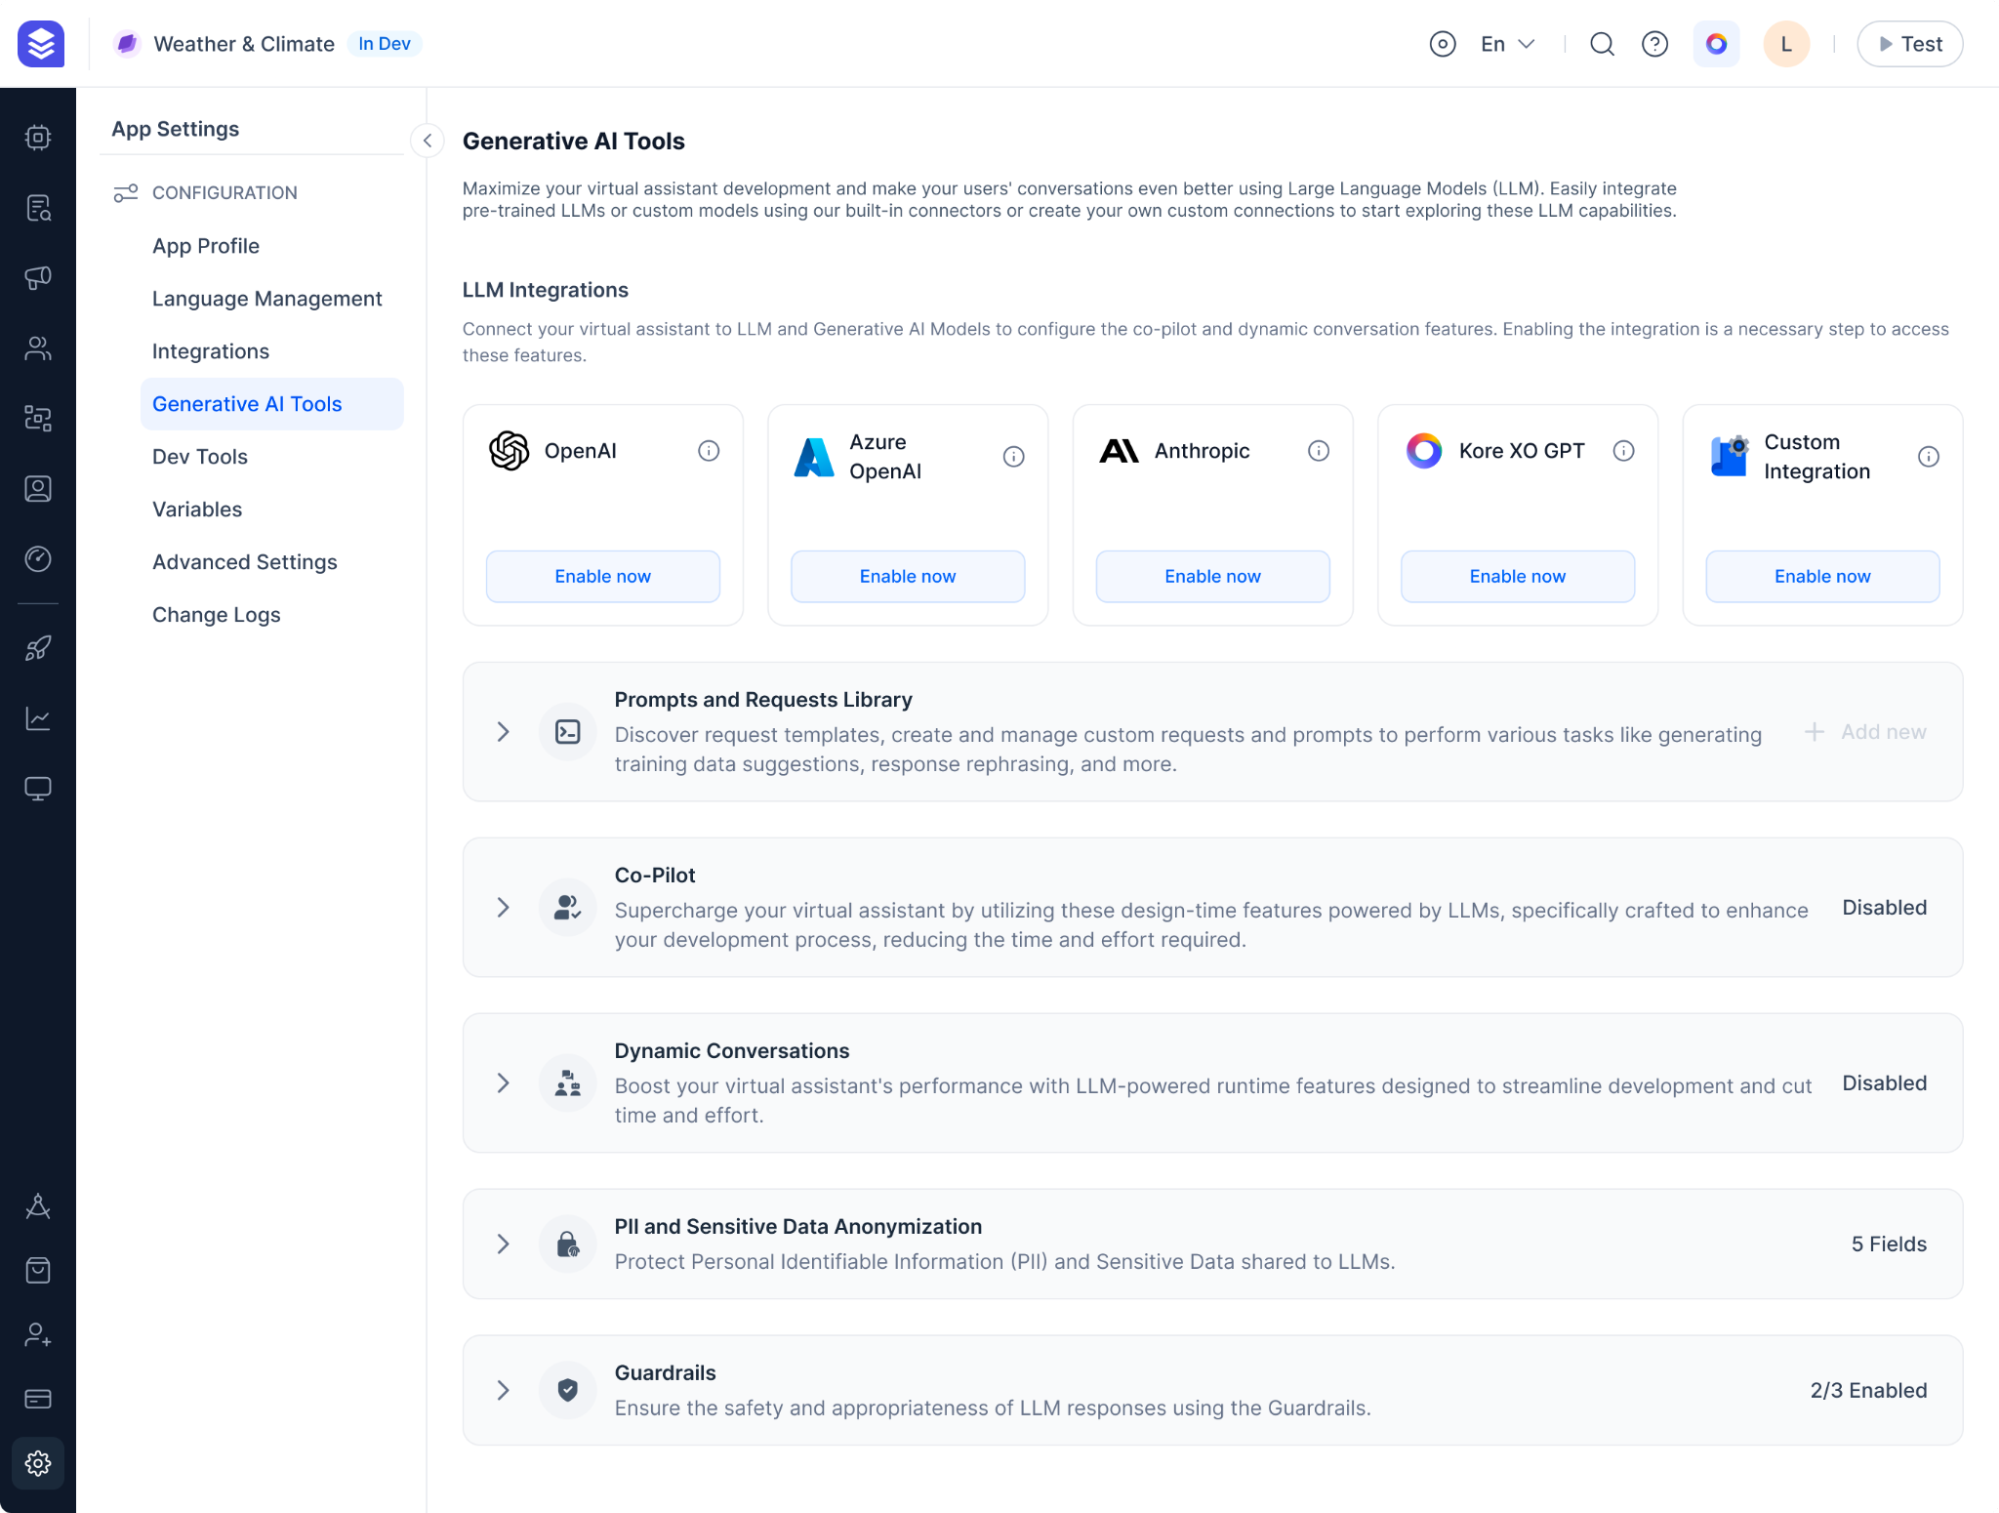 Weather & Climate
In Dev
En
L
Test
App Settings
CONFIGURATION
App Profile
Language Management
Integrations
Generative AI Tools
Dev Tools
Variables
Advanced Settings
Change Logs
Generative AI Tools
Maximize your virtual assistant development and make your users' conversations even better using Large Language Models (LLM). Easily integrate
pre-trained LLMs or custom models using our built-in connectors or create your own custom connections to start exploring these LLM capabilities.
LLM Integrations
Connect your virtual assistant to LLM and Generative AI Models to configure the co-pilot and dynamic conversation features. Enabling the integration is a necessary step to access
these features.
OpenAI
Enable now
Azure
OpenAI
Enable now
Anthropic
Enable now
Kore XO GPT
Enable now
Custom
Integration
Enable now
Prompts and Requests Library
Discover request templates, create and manage custom requests and prompts to perform various tasks like generating
training data suggestions, response rephrasing, and more.
Add new
Co-Pilot
Supercharge your virtual assistant by utilizing these design-time features powered by LLMs, specifically crafted to enhance
your development process, reducing the time and effort required.
Disabled
Dynamic Conversations
Boost your virtual assistant's performance with LLM-powered runtime features designed to streamline development and cut
time and effort.
Disabled
PII and Sensitive Data Anonymization
Protect Personal Identifiable Information (PII) and Sensitive Data shared to LLMs.
5 Fields
Guardrails
Ensure the safety and appropriateness of LLM responses using the Guardrails.
2/3 Enabled